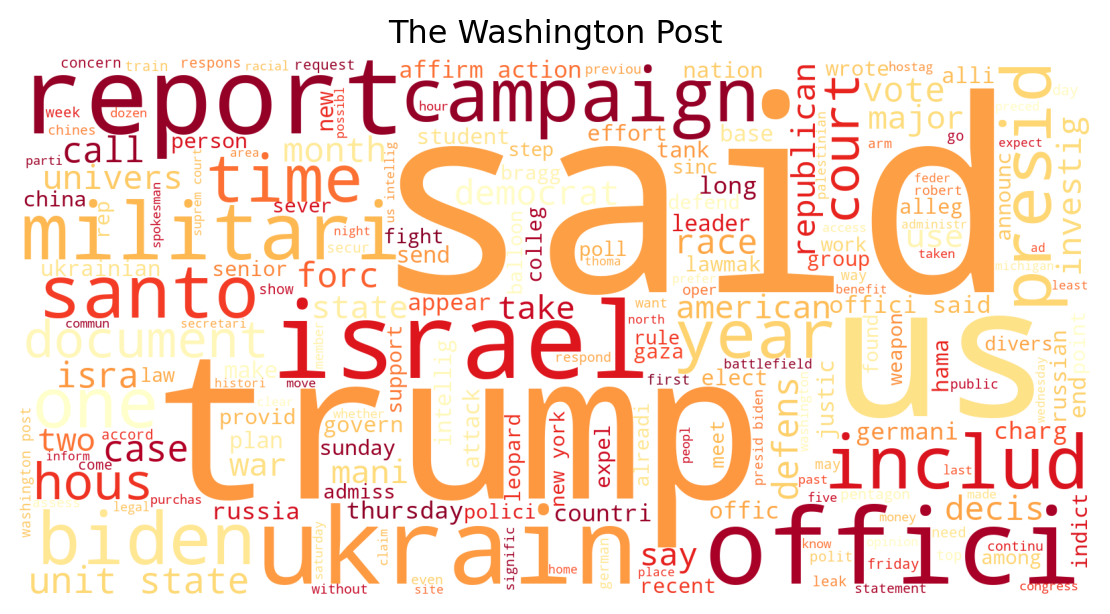 The Washington Post
concern
train
respons
racial
request
affirm action
previou
nation
wrote
hostag
alli
report
campaign
hour
new
possibl
week
dozen
chines
person
call
month
student
effort
base
vote
major
day
preced
go
expect
parti
area
step
tank
sinc
arm
said
republican
court
palestinian
presid
investig
univers
time
suprem court
us intellig
bragg
democrat
defend
long
feder
robert
alleg
administr
announc
china
spokesman
rep
sever
colleg
leader
access
use
militari
night
fight
secur
send
balloon
poll
thoma
race
lawmak
work
group
way
taken
ad
michigan
ukrainian
senior
show
forc
prefer
oper
benefit
least
santo
state
appear
take
want
american
offici said
commun
secretari
member
israel
north
year
us
document
make
rule
gaza
found
weapon
hama
divers
isra
law
histori
move
support
respond
battlefield
first
elect
public
wednesday
russian
end
one
clear
provid
whether
govern
intellig
attack
trump
defens
washington
justic
two
accord
case
plan
sunday
leopard
new york
expel
alreadi
peopl
meet
presid biden
germani
charg
washington post
inform
come
war
mani
may
past
last
includ
hous
purchas
legal
admiss
russia
thursday
polici
countri
offic
five
pentagon
made
money
decis
indict
biden
saturday
claim
ukrain
signific
german
say
recent
offici
know
polit
opinion
need
top
among
continu
unit state
without
even
site
home
place
leak
friday
statement
congress